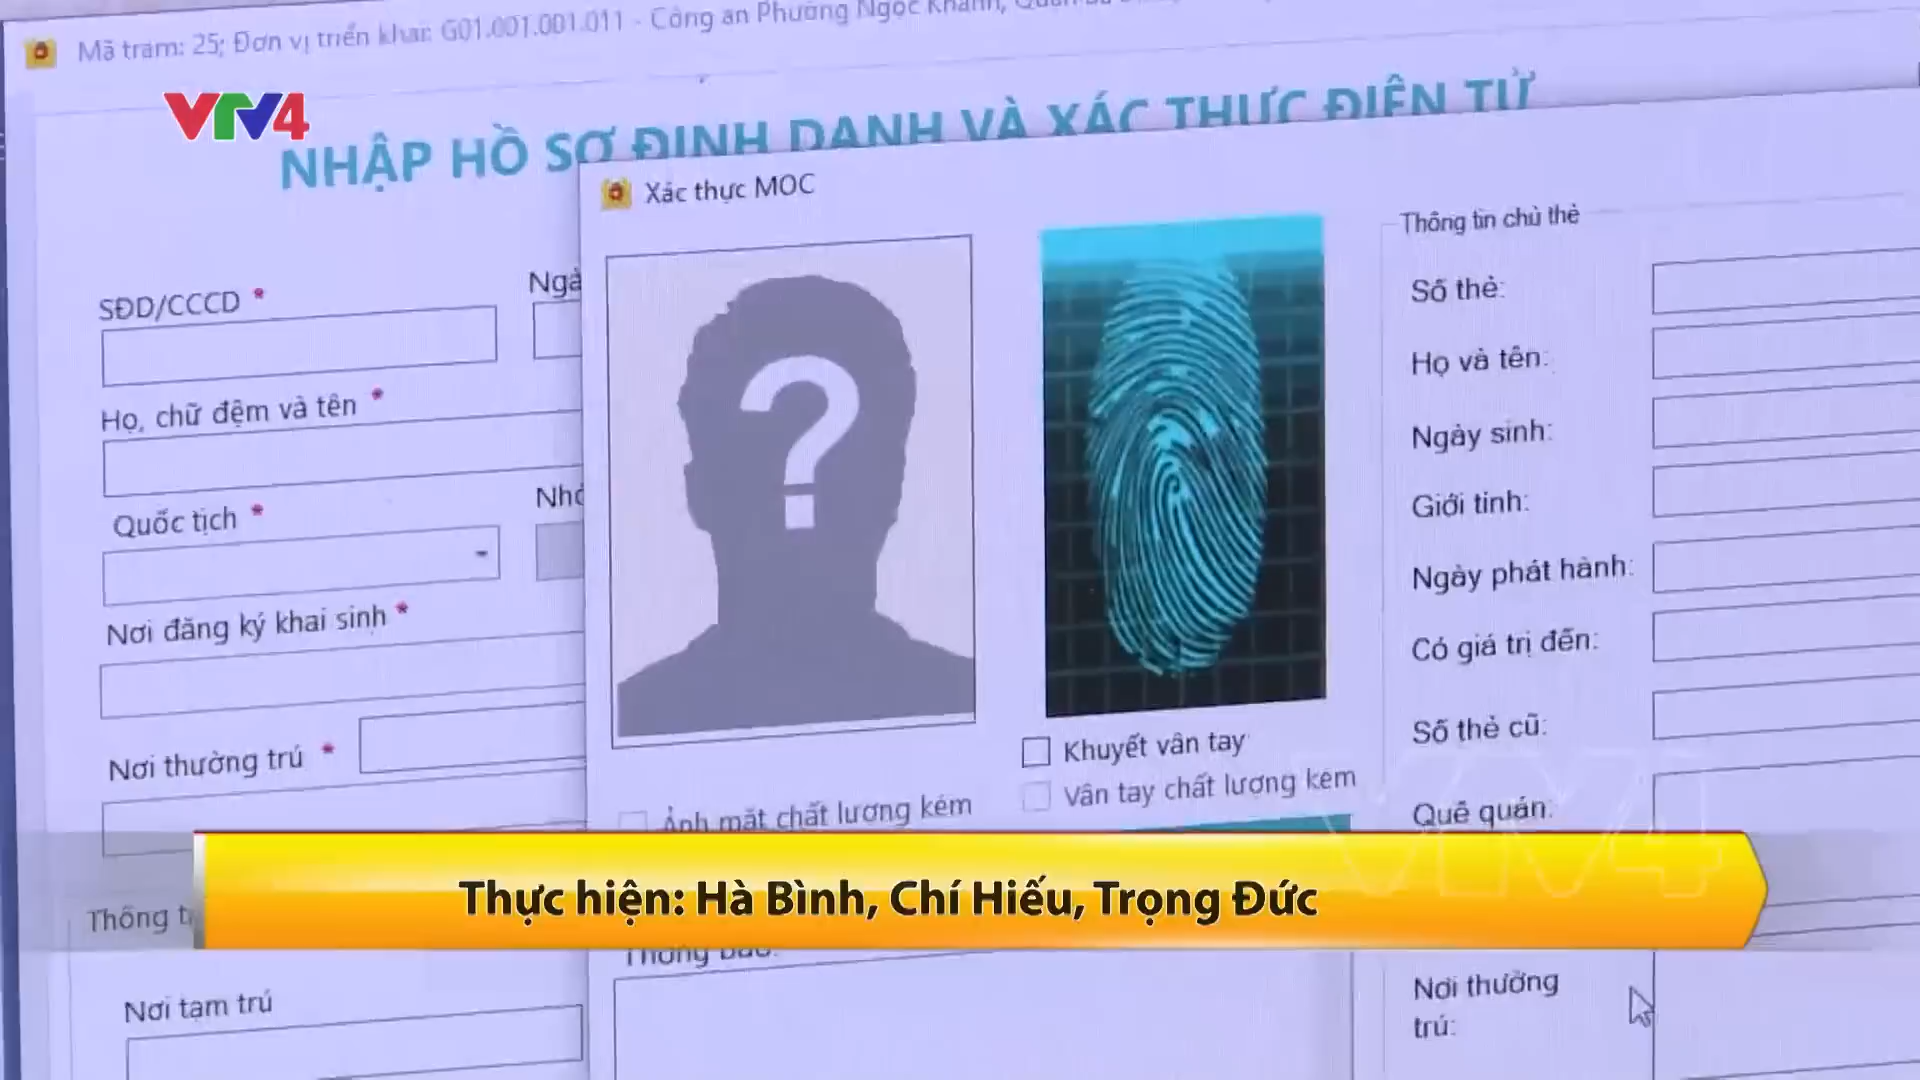 Mã trạm: 25; Đơn vị triển khai: G01.001.001.011 - Công an Phường Ngọc Khánh,
VTV4
NHẬP HỒ SƠ ĐỊNH DANH VÀ XÁC THỰC ĐIỆN TỬ
Xác thực MOC
SĐD/CCCD *
Họ, chữ đệm và tên *
Quốc tịch *
Nơi đăng ký khai sinh *
Nơi thường trú *
Nơi tạm trú
?
Khuyết vân tay
Vân tay chất lượng kém
Ảnh mặt chất lượng kém
Thông báo:
Thông tin chủ thẻ
Số thẻ:
Họ và tên:
Ngày sinh:
Giới tính:
Ngày phát hành:
Có giá trị đến:
Số thẻ cũ:
Quê quán:
Nơi thường
trú:
VTV4
Thực hiện: Hà Bình, Chí Hiếu, Trọng Đức